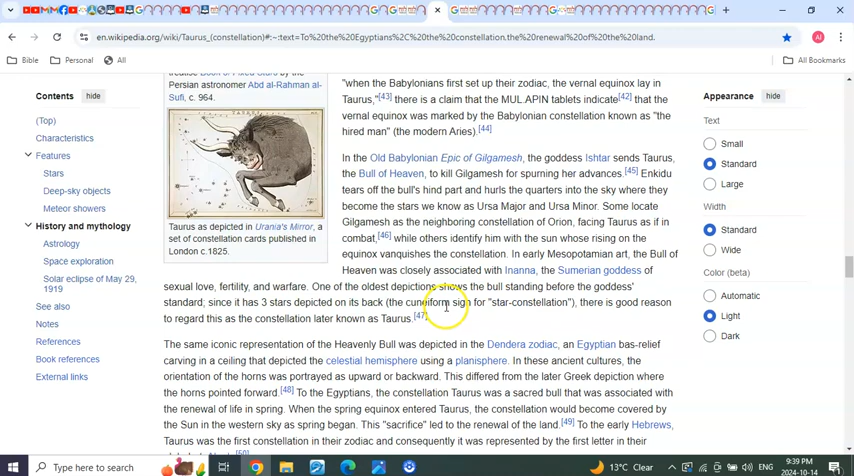 en.wikipedia.org/wiki/Taurus_(constellation)#:~:text=To%20the%20Egyptians%2C%20the%20constellation.the%20renewal%20of%20the%20land.
AI
Bible
Personal
All
All Bookmarks
Contents
hide
(Top)
Characteristics
Features
Stars
Deep-sky objects
Meteor showers
History and mythology
Astrology
Space exploration
Solar eclipse of May 29,
1919
See also
Notes
References
Book references
External links
treatise Book of Fixed Stars by the
Persian astronomer Abd al-Rahman al-
Sufi, c. 964.
Taurus as depicted in Urania's Mirror, a
set of constellation cards published in
London c.1825.
"when the Babylonians first set up their zodiac, the vernal equinox lay in
Taurus,"[43] there is a claim that the MUL.APIN tablets indicate[42] that the
vernal equinox was marked by the Babylonian constellation known as "the
hired man" (the modern Aries).[44]
In the Old Babylonian Epic of Gilgamesh, the goddess Ishtar sends Taurus,
the Bull of Heaven, to kill Gilgamesh for spurning her advances.[45] Enkidu
tears off the bull's hind part and hurls the quarters into the sky where they
become the stars we know as Ursa Major and Ursa Minor. Some locate
Gilgamesh as the neighboring constellation of Orion, facing Taurus as if in
combat,[46] while others identify him with the sun whose rising on the
equinox vanquishes the constellation. In early Mesopotamian art, the Bull of
Heaven was closely associated with Inanna, the Sumerian goddess of
sexual love, fertility, and warfare. One of the oldest depictions shows the bull standing before the goddess'
standard; since it has 3 stars depicted on its back (the cuneiform sign for "star-constellation"), there is good reason
to regard this as the constellation later known as Taurus.[47]
The same iconic representation of the Heavenly Bull was depicted in the Dendera zodiac, an Egyptian bas-relief
carving in a ceiling that depicted the celestial hemisphere using a planisphere. In these ancient cultures, the
orientation of the horns was portrayed as upward or backward. This differed from the later Greek depiction where
the horns pointed forward.[48] To the Egyptians, the constellation Taurus was a sacred bull that was associated with
the renewal of life in spring. When the spring equinox entered Taurus, the constellation would become covered by
the Sun in the western sky as spring began. This "sacrifice" led to the renewal of the land.[49] To the early Hebrews,
Taurus was the first constellation in their zodiac and consequently it was represented by the first letter in their
Appearance
hide
Text
Small
Standard
Large
Width
Standard
Wide
Color (beta)
Automatic
Light
Dark
Type here to search
13°C Clear
ENG
9:39 PM
2024-10-14